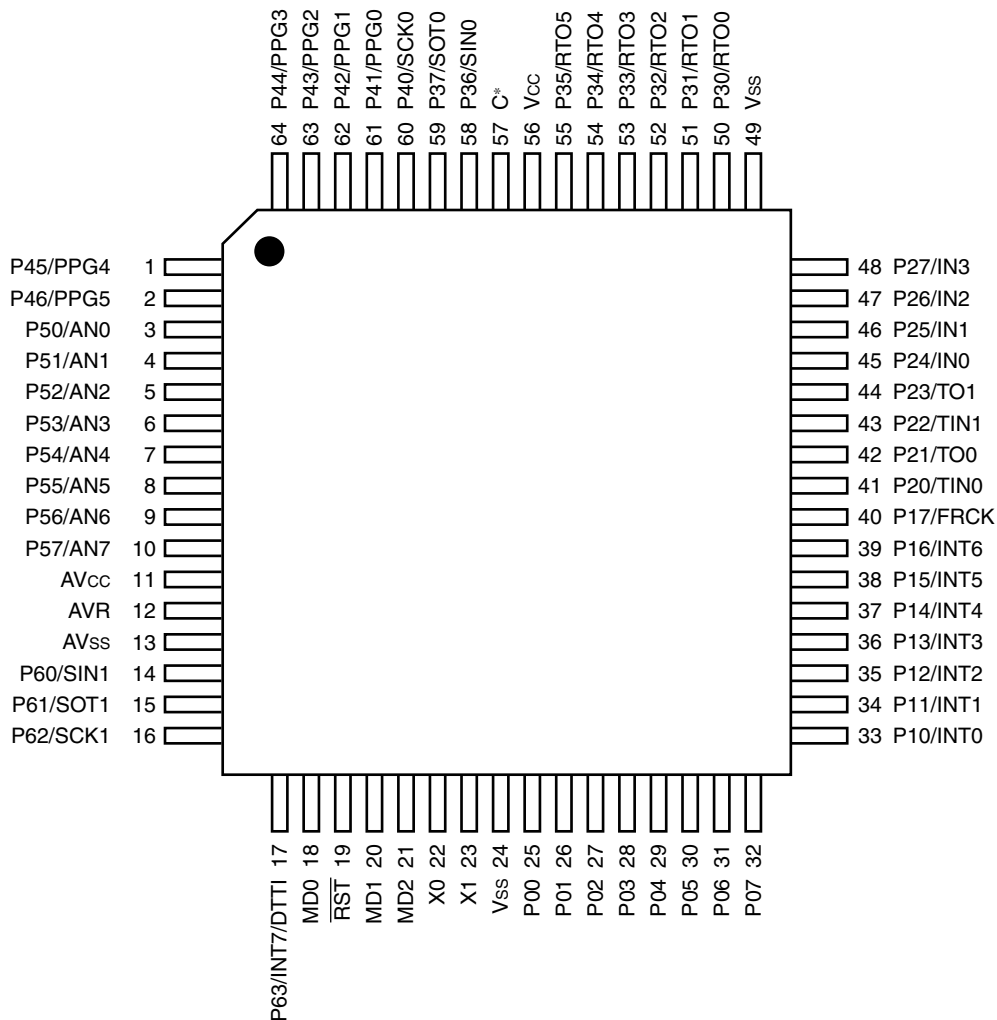 64 P44/PPG3
63 P43/PPG2
62 P42/PPG1
61 P41/PPG0
60 P40/SCK0
59 P37/SOT0
58 P36/SIN0
57 C*
56 Vcc
55 P35/RTO5
54 P34/RTO4
53 P33/RTO3
52 P32/RTO2
51 P31/RTO1
50 P30/RTO0
49 Vss
P45/PPG4 1
P46/PPG5 2
P50/AN0 3
P51/AN1 4
P52/AN2 5
P53/AN3 6
P54/AN4 7
P55/AN5 8
P56/AN6 9
P57/AN7 10
AVcc 11
AVR 12
AVss 13
P60/SIN1 14
P61/SOT1 15
P62/SCK1 16
48 P27/IN3
47 P26/IN2
46 P25/IN1
45 P24/IN0
44 P23/TO1
43 P22/TIN1
42 P21/TO0
41 P20/TIN0
40 P17/FRCK
39 P16/INT6
38 P15/INT5
37 P14/INT4
36 P13/INT3
35 P12/INT2
34 P11/INT1
33 P10/INT0
P63/INT7/DTTI 17
MD0 18
RST 19
MD1 20
MD2 21
X0 22
X1 23
Vss 24
P00 25
P01 26
P02 27
P03 28
P04 29
P05 30
P06 31
P07 32